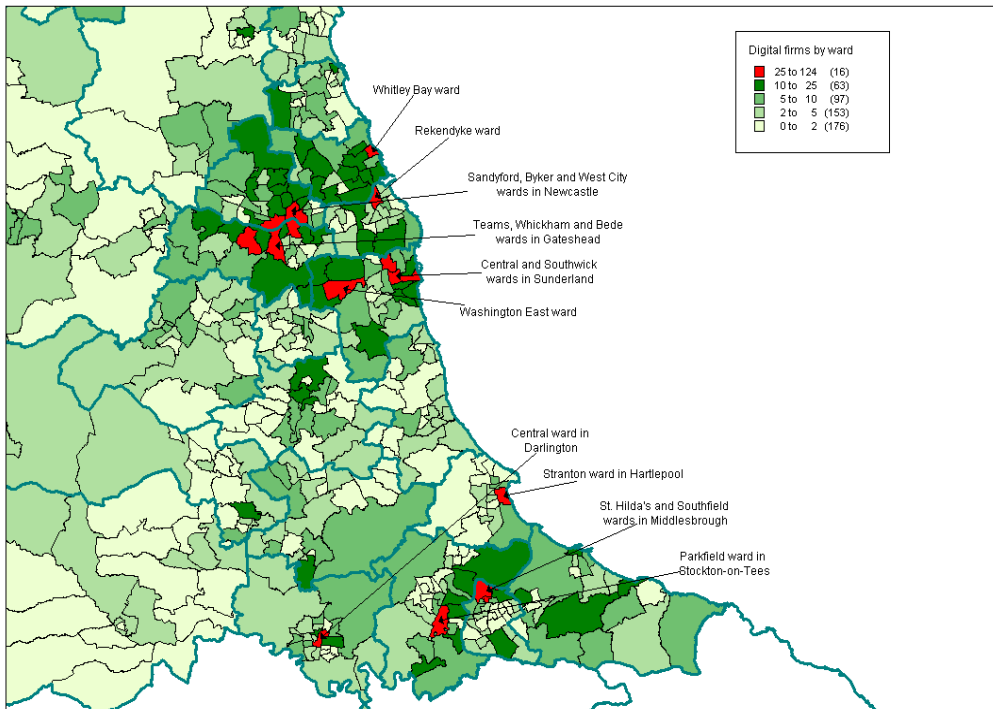 Digital firms by ward
25 to 124 (16)
10 to 25 (63)
5 to 10 (97)
2 to 5 (153)
0 to 2 (176)
Whitley Bay ward
Rekendyke ward
Sandyford, Byker and West City
wards in Newcastle
Teams, Whickham and Bede
wards in Gateshead
Central and Southwick
wards in Sunderland
Washington East ward
Central ward in
Darlington
Stranton ward in Hartlepool
St. Hilda's and Southfield
wards in Middlesbrough
Parkfield ward in
Stockton-on-Tees